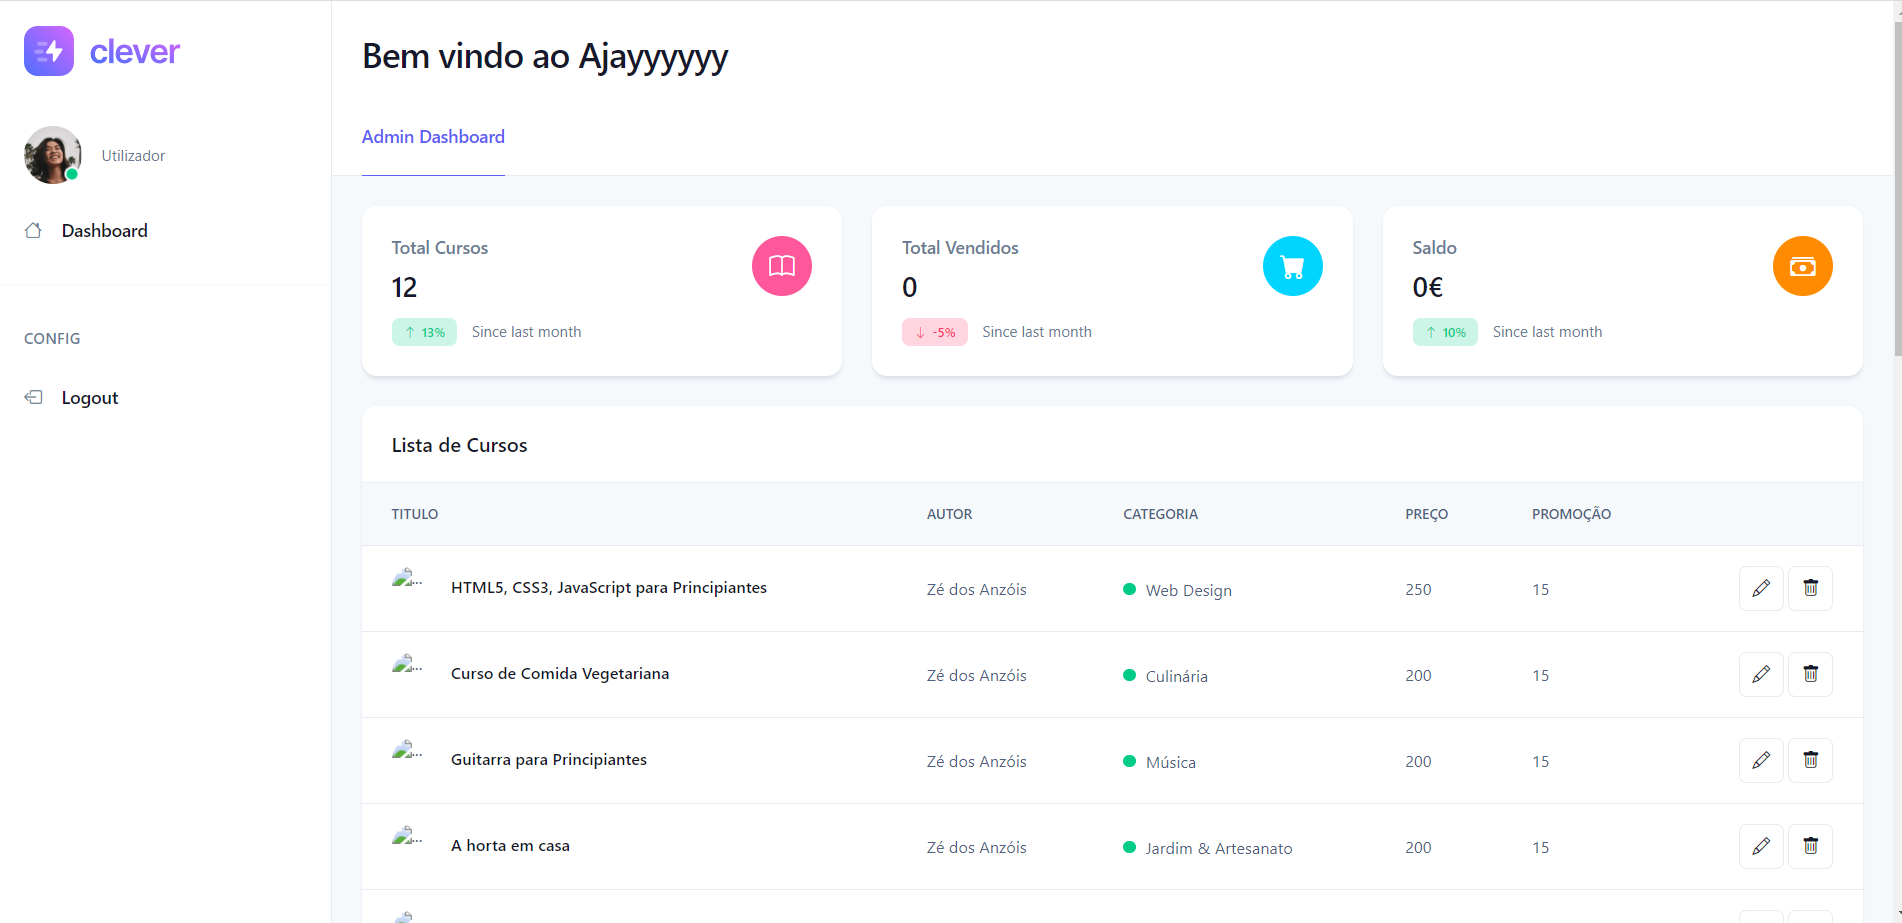 clever
Utilizador
Dashboard
CONFIG
Logout
Bem vindo ao Ajayyyyyy
Admin Dashboard
Total Cursos
12
13% Since last month
Total Vendidos
0
-5% Since last month
Saldo
0€
10% Since last month
Lista de Cursos
TITULO AUTOR CATEGORIA PREÇO PROMOÇÃO
... HTML5, CSS3, JavaScript para Principiantes Zé dos Anzóis Web Design 250 15
... Curso de Comida Vegetariana Zé dos Anzóis Culinária 200 15
... Guitarra para Principiantes Zé dos Anzóis Música 200 15
... A horta em casa Zé dos Anzóis Jardim & Artesanato 200 15